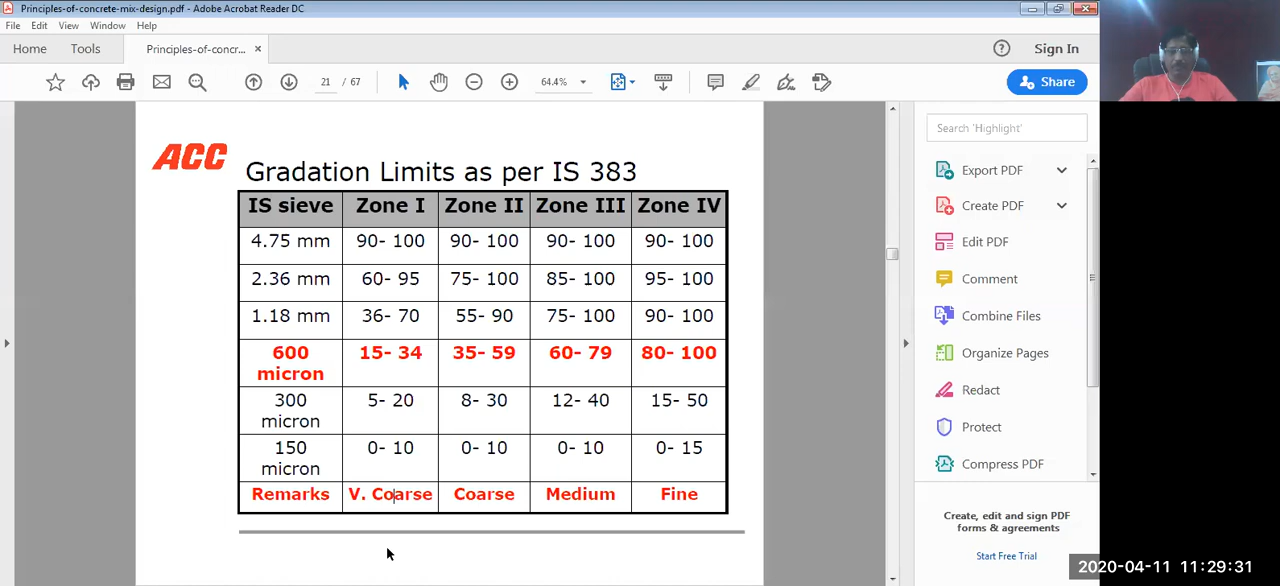 Principles-of-concrete-mix-design.pdf - Adobe Acrobat Reader DC
File Edit View Window Help
Home Tools Principles-of-concr... × Sign In
21 / 67 64.4% Share
ACC
Gradation Limits as per IS 383
IS sieve Zone I Zone II Zone III Zone IV
4.75 mm 90- 100 90- 100 90- 100 90- 100
2.36 mm 60- 95 75- 100 85- 100 95- 100
1.18 mm 36- 70 55- 90 75- 100 90- 100
600 micron 15- 34 35- 59 60- 79 80- 100
300 micron 5- 20 8- 30 12- 40 15- 50
150 micron 0- 10 0- 10 0- 10 0- 15
Remarks V. Coarse Coarse Medium Fine
Search 'Highlight'
Export PDF
Create PDF
Edit PDF
Comment
Combine Files
Organize Pages
Redact
Protect
Compress PDF
Create, edit and sign PDF
forms & agreements
Start Free Trial
2020-04-11 11:29:31